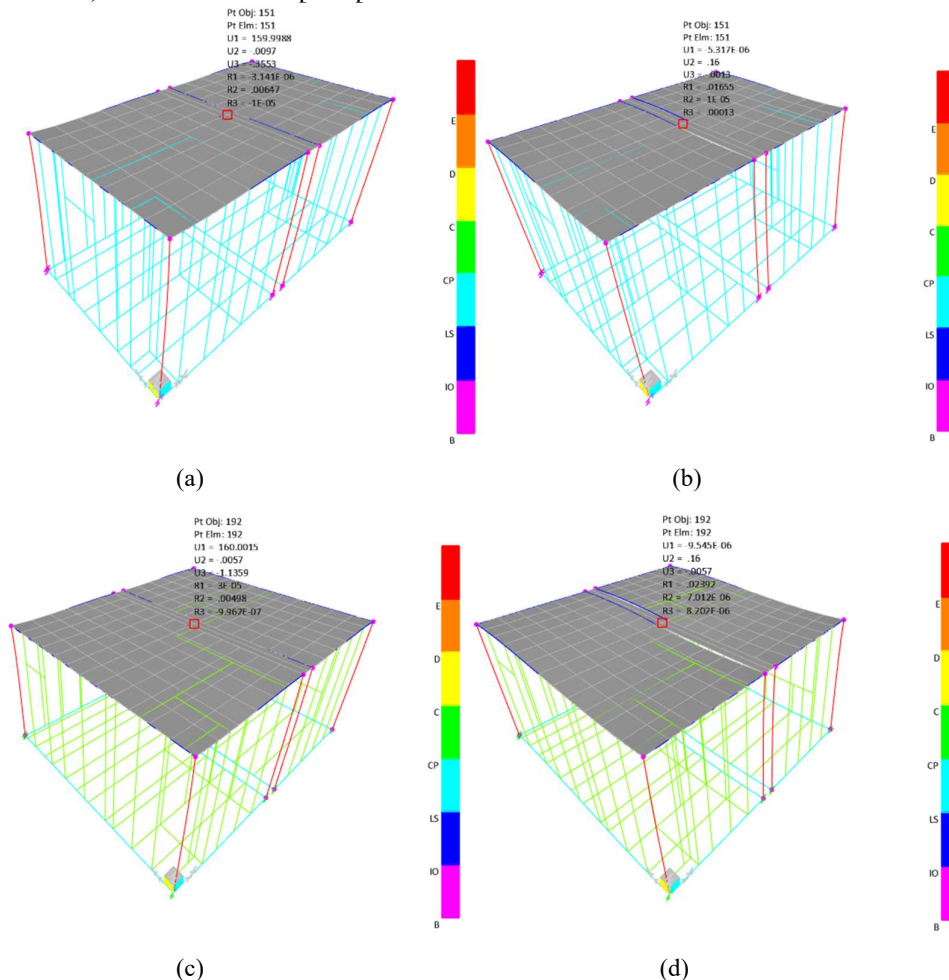 Pt Obj: 151
Pt Elm: 151
U1 = 159.9988
U2 = -.0097
U3 = -.3553
R1 = -3.141E-06
R2 = .00647
R3 = -1E-05
E
D
C
CP
LS
IO
B
(a)
Pt Obj: 151
Pt Elm: 151
U1 = -5.317E-06
U2 = .16
U3 = .0013
R1 = .01655
R2 = 1E-05
R3 = .00013
E
D
C
CP
LS
IO
B
(b)
Pt Obj: 192
Pt Elm: 192
U1 = 160.0015
U2 = -.0057
U3 = -1.1359
R1 = 3E-05
R2 = .00498
R3 = -9.962E-07
E
D
C
CP
LS
IO
B
(c)
Pt Obj: 192
Pt Elm: 192
U1 = -9.545E-06
U2 = .16
U3 =
R1 = .02392
R2 = 7.012E-06
R3 = 8.202E-06
E
D
C
CP
LS
IO
B
(d)